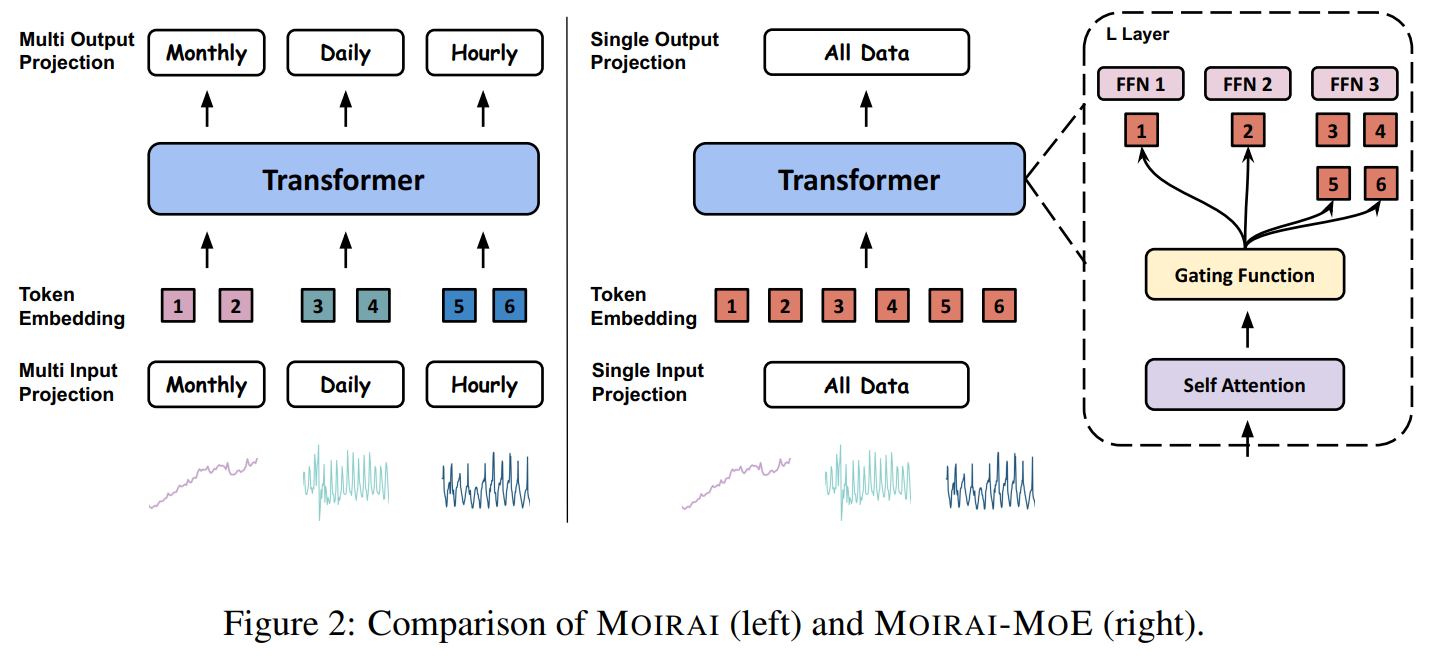 Multi Output
Projection
Monthly
Daily
Hourly
Transformer
1
2
3
4
5
6
Token
Embedding
Multi Input
Projection
Monthly
Daily
Hourly
Single Output
Projection
All Data
Transformer
Token
Embedding
1
2
3
4
5
6
Single Input
Projection
All Data
L Layer
FFN 1
FFN 2
FFN 3
1
2
3
4
5
6
Gating Function
Self Attention
Figure 2: Comparison of MOIRAI (left) and MOIRAI-MOE (right).